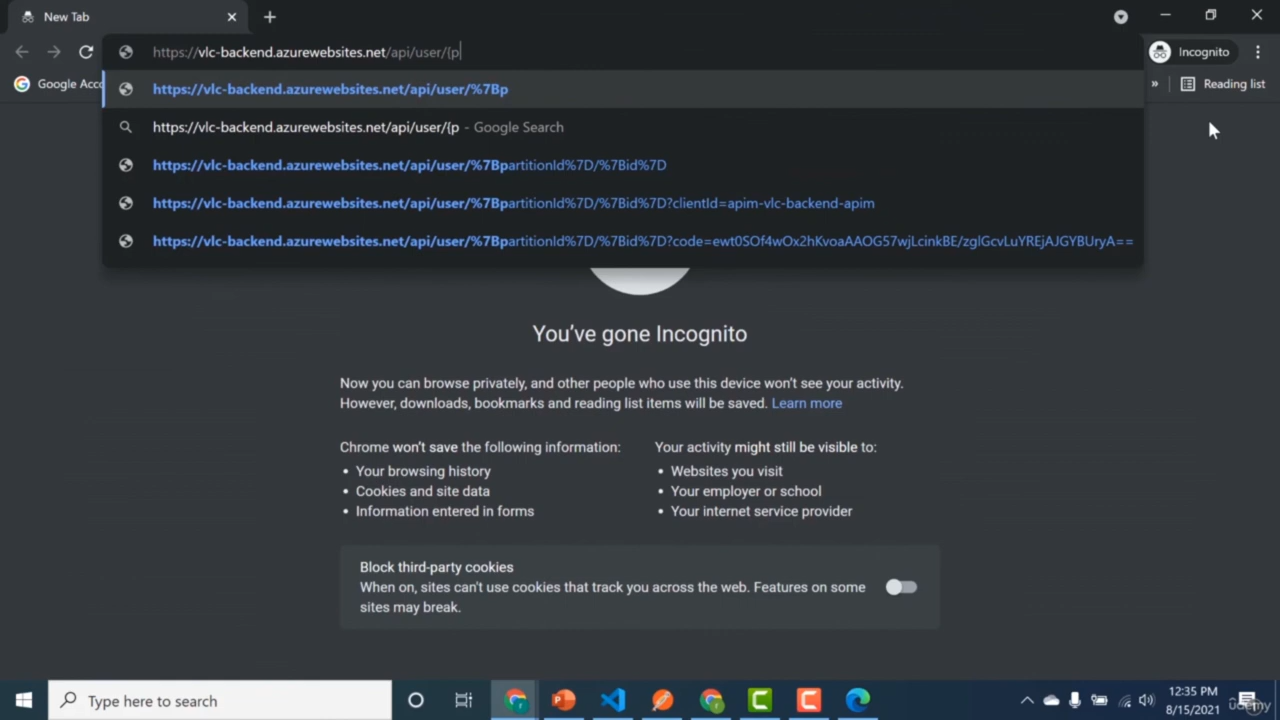 New Tab
https://vlc-backend.azurewebsites.net/api/user/{p
Incognito
Google Acco
https://vlc-backend.azurewebsites.net/api/user/%7Bp
» Reading list
https://vlc-backend.azurewebsites.net/api/user/{p - Google Search
https://vlc-backend.azurewebsites.net/api/user/%7BpartitionId%7D/%7Bid%7D
https://vlc-backend.azurewebsites.net/api/user/%7BpartitionId%7D/%7Bid%7D?clientId=apim-vlc-backend-apim
https://vlc-backend.azurewebsites.net/api/user/%7BpartitionId%7D/%7Bid%7D?code=ewt0SOf4wOx2hKvoaAAOG57wjLcinkBE/zglGcvLuYREjAJGYBUryA==
You've gone Incognito
Now you can browse privately, and other people who use this device won't see your activity.
However, downloads, bookmarks and reading list items will be saved. Learn more
Chrome won't save the following information:
• Your browsing history
• Cookies and site data
• Information entered in forms
Your activity might still be visible to:
• Websites you visit
• Your employer or school
• Your internet service provider
Block third-party cookies
When on, sites can't use cookies that track you across the web. Features on some
sites may break.
Type here to search
12:35 PM
8/15/2021
udemy